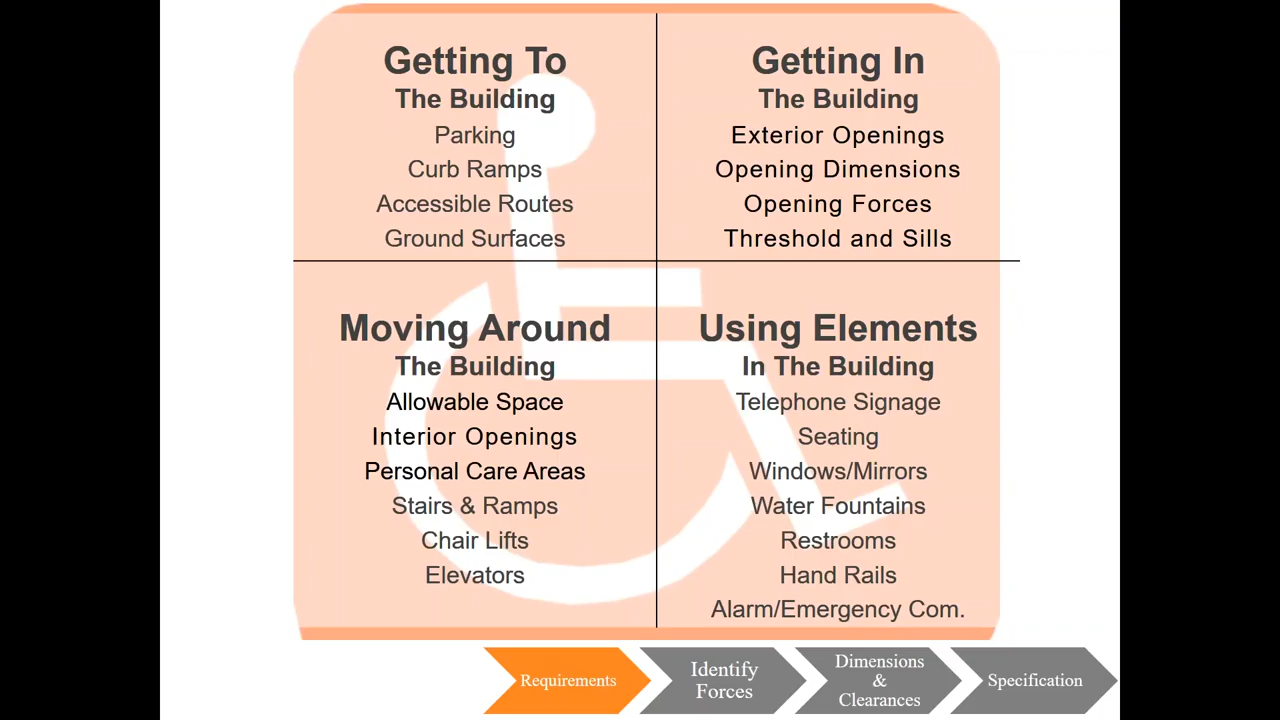 Getting To
The Building
Parking
Curb Ramps
Accessible Routes
Ground Surfaces
Getting In
The Building
Exterior Openings
Opening Dimensions
Opening Forces
Threshold and Sills
Moving Around
The Building
Allowable Space
Interior Openings
Personal Care Areas
Stairs & Ramps
Chair Lifts
Elevators
Using Elements
In The Building
Telephone Signage
Seating
Windows/Mirrors
Water Fountains
Restrooms
Hand Rails
Alarm/Emergency Com.
Requirements
Identify
Forces
Dimensions
&
Clearances
Specification